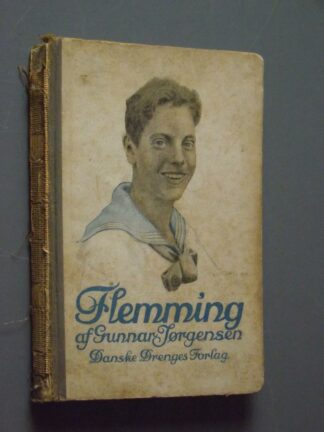 Flemming
af Gunnar Jørgensen
Danske Drenges Forlag